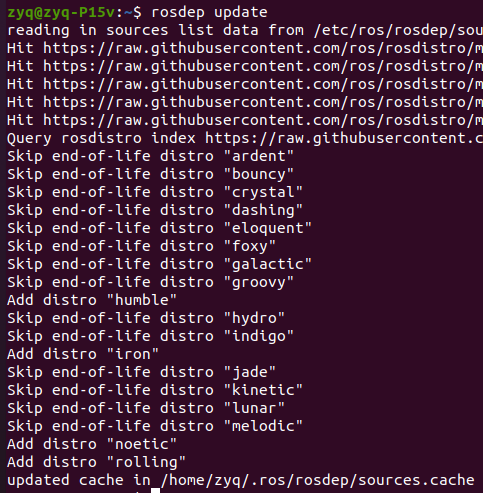 zyq@zyq-P15v:~$ rosdep update
reading in sources list data from /etc/ros/rosdep/sou
Hit https://raw.githubusercontent.com/ros/rosdistro/m
Hit https://raw.githubusercontent.com/ros/rosdistro/m
Hit https://raw.githubusercontent.com/ros/rosdistro/m
Hit https://raw.githubusercontent.com/ros/rosdistro/m
Hit https://raw.githubusercontent.com/ros/rosdistro/m
Query rosdistro index https://raw.githubusercontent.c
Skip end-of-life distro "ardent"
Skip end-of-life distro "bouncy"
Skip end-of-life distro "crystal"
Skip end-of-life distro "dashing"
Skip end-of-life distro "eloquent"
Skip end-of-life distro "foxy"
Skip end-of-life distro "galactic"
Skip end-of-life distro "groovy"
Add distro "humble"
Skip end-of-life distro "hydro"
Skip end-of-life distro "indigo"
Add distro "iron"
Skip end-of-life distro "jade"
Skip end-of-life distro "kinetic"
Skip end-of-life distro "lunar"
Skip end-of-life distro "melodic"
Add distro "noetic"
Add distro "rolling"
updated cache in /home/zyq/.ros/rosdep/sources.cache